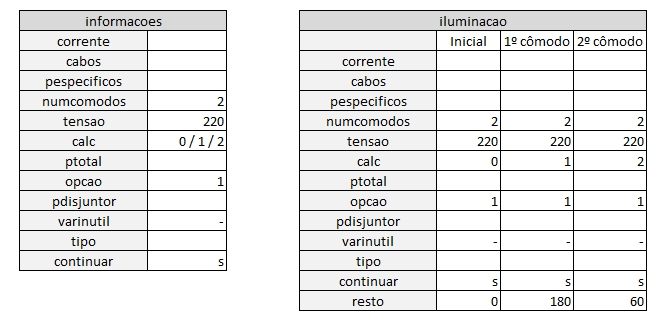 informacoes
corrente
cabos
pespecificos
numcomodos 2
tensao 220
calc 0 / 1 / 2
ptotal
opcao 1
pdisjuntor
varinutil -
tipo
continuar s
iluminacao
Inicial 1º cômodo 2º cômodo
corrente
cabos
pespecificos
numcomodos 2 2 2
tensao 220 220 220
calc 0 1 2
ptotal
opcao 1 1 1
pdisjuntor
varinutil - - -
tipo
continuar s s s
resto 0 180 60